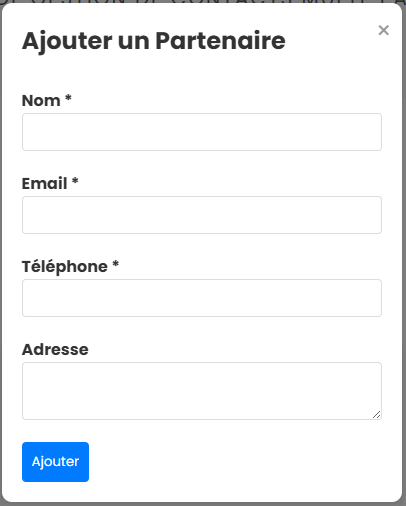 Ajouter un Partenaire
×
Nom *
Email *
Téléphone *
Adresse
Ajouter